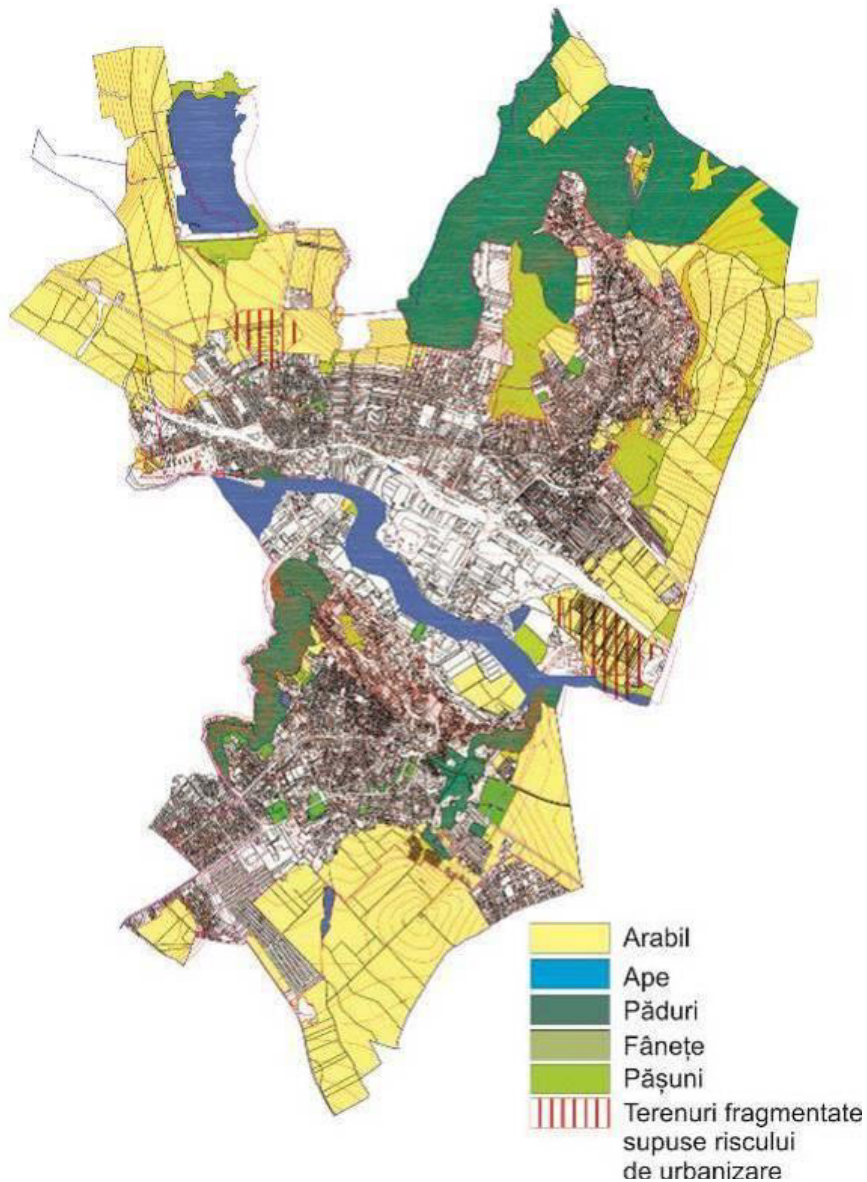 Arabil
Ape
Păduri
Fânețe
Pășuni
Terenuri fragmentate
supuse riscului
de urbanizare